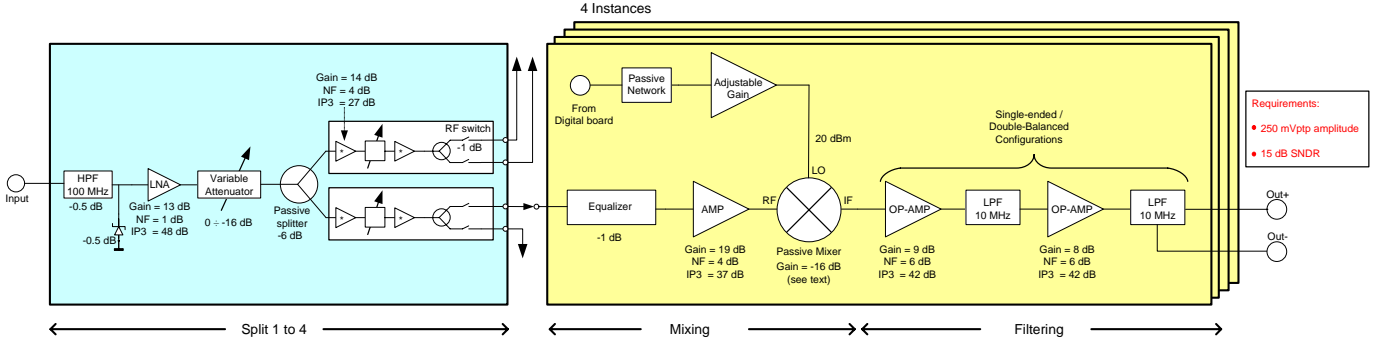 4 Instances
Gain = 14 dB
NF = 4 dB
IP3 = 27 dB
RF switch
-1 dB
*
*
HPF
100 MHz
-0.5 dB
Input
-0.5 dB
LNA
Gain = 13 dB
NF = 1 dB
IP3 = 48 dB
Variable
Attenuator
0 ÷ -16 dB
Passive
splitter
-6 dB
*
*
From
Digital board
Passive
Network
Adjustable
Gain
20 dBm
LO
RF
IF
Equalizer
-1 dB
AMP
Gain = 19 dB
NF = 4 dB
IP3 = 37 dB
Passive Mixer
Gain = -16 dB
(see text)
Single-ended /
Double-Balanced
Configurations
OP-AMP
Gain = 9 dB
NF = 6 dB
IP3 = 42 dB
LPF
10 MHz
OP-AMP
Gain = 8 dB
NF = 6 dB
IP3 = 42 dB
LPF
10 MHz
Out+
Out-
Requirements:
• 250 mVptp amplitude
• 15 dB SNDR
Split 1 to 4
Mixing
Filtering